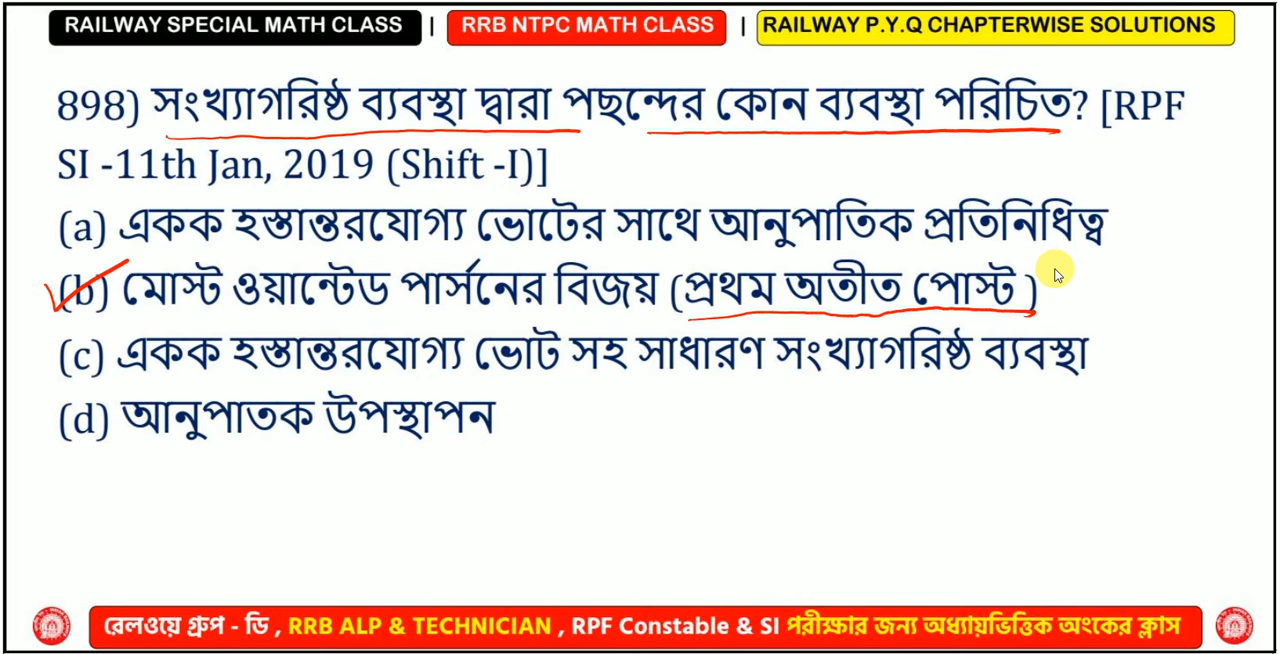 RAILWAY SPECIAL MATH CLASS | RRB NTPC MATH CLASS | RAILWAY P.Y.Q CHAPTERWISE SOLUTIONS
898) সংখ্যাগরিষ্ঠ ব্যবস্থা দ্বারা পছন্দের কোন ব্যবস্থা পরিচিত? [RPF
SI -11th Jan, 2019 (Shift -I)]
(a) একক হস্তান্তরযোগ্য ভোটের সাথে আনুপাতিক প্রতিনিধিত্ব
(b) মোস্ট ওয়ান্টেড পার্সনের বিজয় (প্রথম অতীত পোস্ট )
(c) একক হস্তান্তরযোগ্য ভোট সহ সাধারণ সংখ্যাগরিষ্ঠ ব্যবস্থা
(d) আনুপাতক উপস্থাপন
রেলওয়ে গ্রুপ - ডি , RRB ALP & TECHNICIAN , RPF Constable & SI পরীক্ষার জন্য অধ্যায়ভিত্তিক অংকের ক্লাস